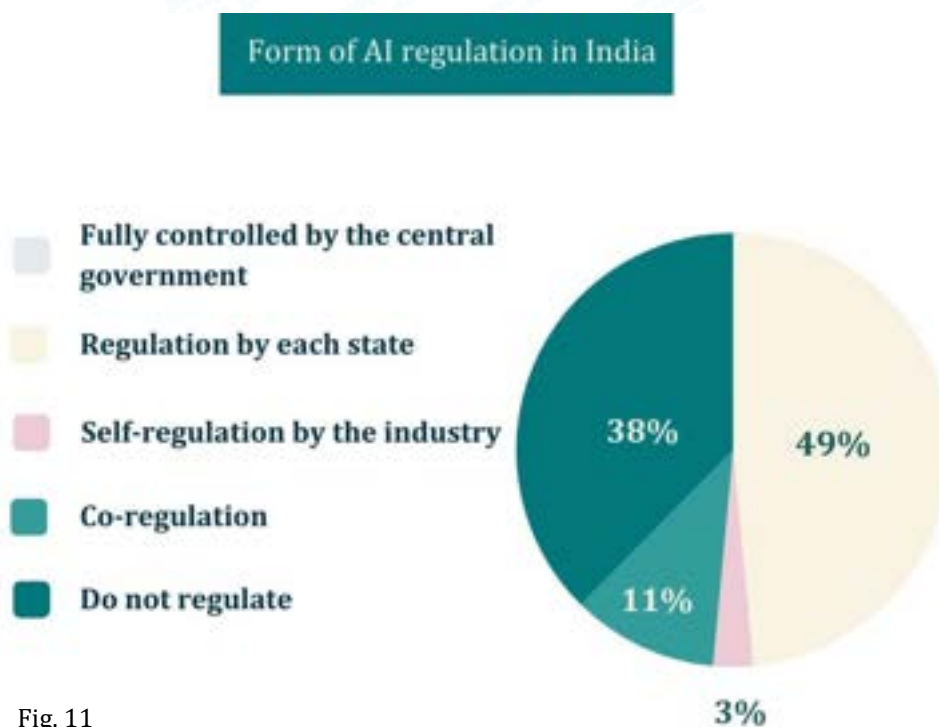 Form of AI regulation in India
Fully controlled by the central
government
Regulation by each state
Self-regulation by the industry
Co-regulation
Do not regulate
38%
49%
11%
3%
Fig. 11